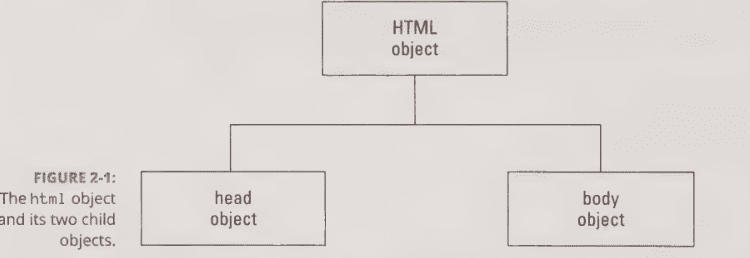 HTML
object
head
object
body
object
FIGURE 2-1:
The html object
and its two child
objects.